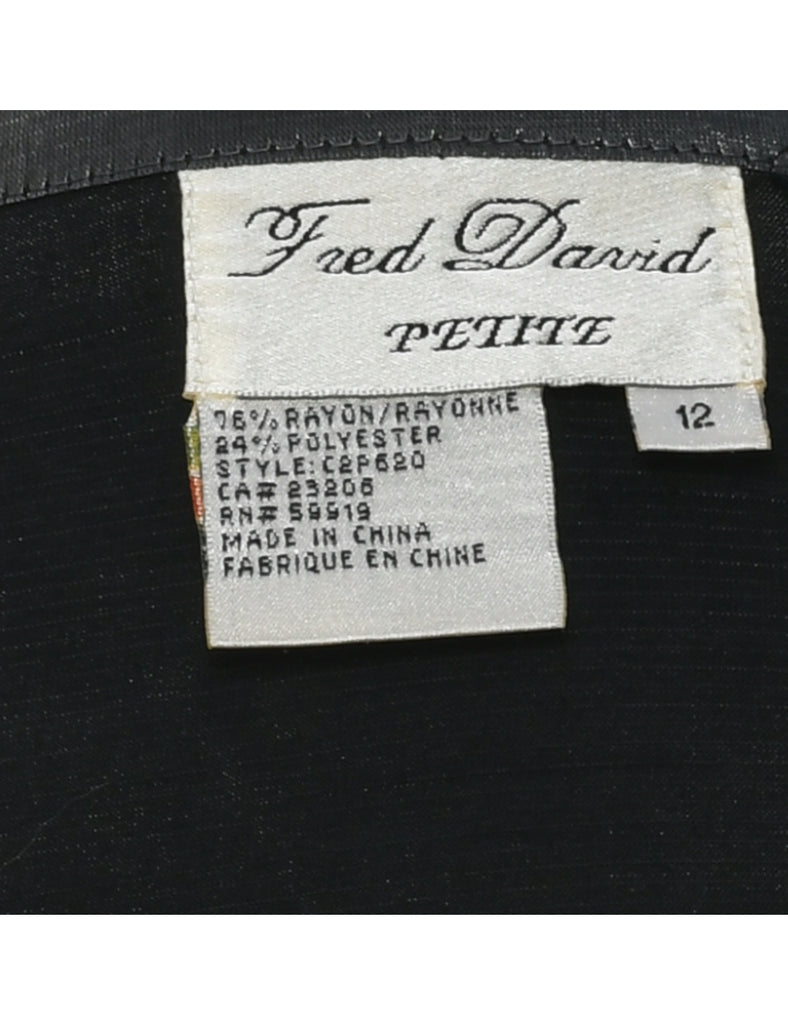 Fred David
PETITE
12
76% RAYON/RAYONNE
24% POLYESTER
STYLE: C2P620
CA# 23206
RN# 59919
MADE IN CHINA
FABRIQUE EN CHINE